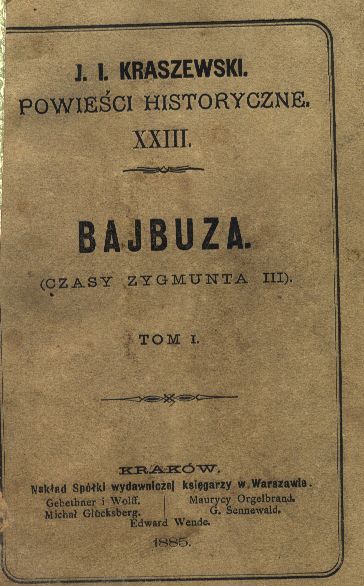 J. I. KRASZEWSKI.
POWIEŚCI HISTORYCZNE.
XXIII.
BAJBUZA.
(CZASY ZYGMUNTA III).
TOM I.
KRAKÓW.
Nakład Spółki wydawniczej księgarzy w Warszawie.
Gebethner i Wolff. | Maurycy Orgelbrand.
Michał Glücksberg. | G. Sennewald.
Edward Wende.
1885.